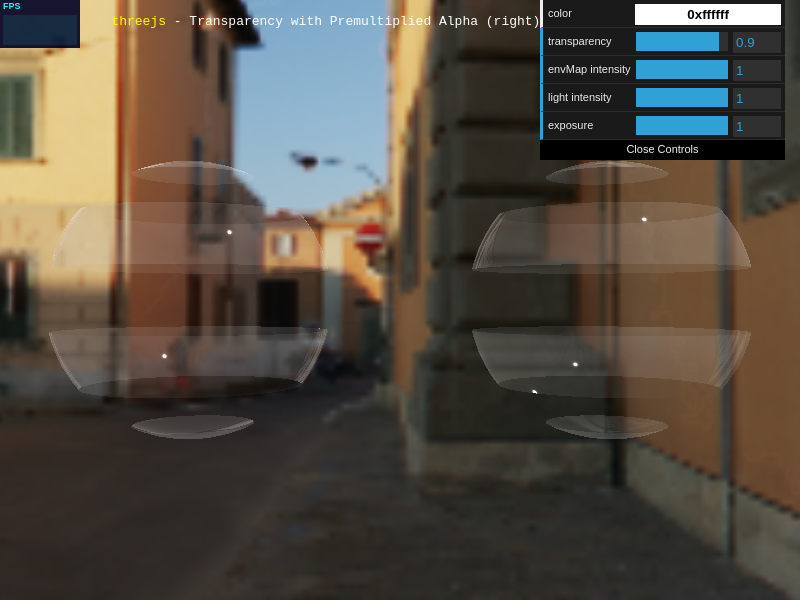 FPS
threejs - Transparency with Premultiplied Alpha (right)
color 0xffffff
transparency 0.9
envMap intensity 1
light intensity 1
exposure 1
Close Controls